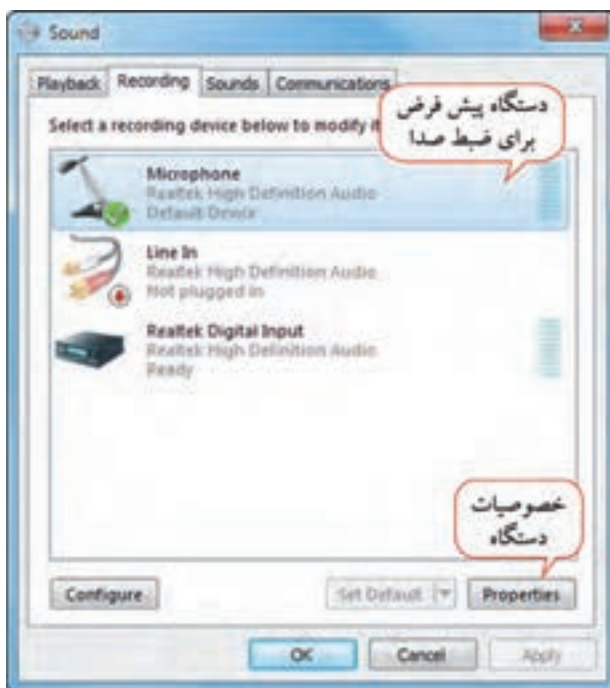 Sound
Playback Recording Sounds Communications
Select a recording device below to modify it
دستگاه پیش فرض
برای ضبط صدا
Microphone
Realtek High Definition Audio
Default Device
Line In
Realtek High Definition Audio
Not plugged in
Realtek Digital Input
Realtek High Definition Audio
Ready
خصوصیات
دستگاه
Configure Set Default Properties
OK Cancel Apply